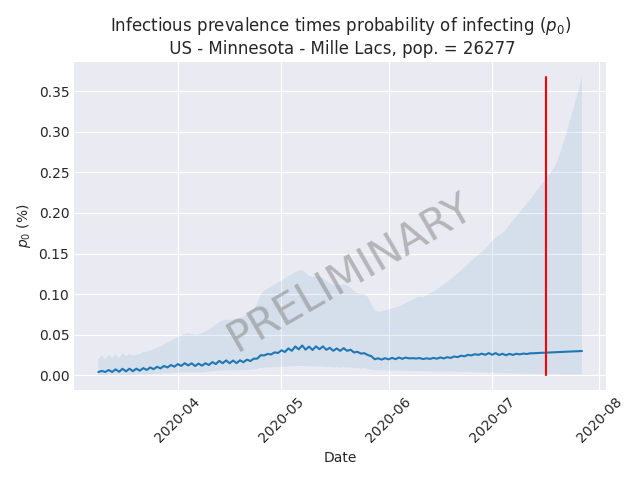 Infectious prevalence times probability of infecting (p₀)
US - Minnesota - Mille Lacs, pop. = 26277
0.35
0.30
0.25
0.20
0.15
0.10
0.05
0.00
p₀ (%)
PRELIMINARY
2020-04
2020-05
2020-06
2020-07
2020-08
Date